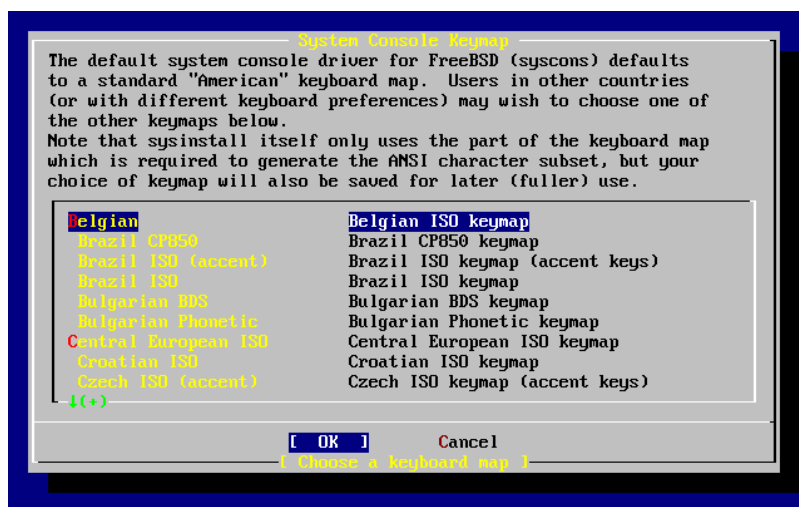 System Console Keymap
The default system console driver for FreeBSD (syscons) defaults
to a standard "American" keyboard map.  Users in other countries
(or with different keyboard preferences) may wish to choose one of
the other keymaps below.
Note that sysinstall itself only uses the part of the keyboard map
which is required to generate the ANSI character subset, but your
choice of keymap will also be saved for later (fuller) use.
Belgian Belgian ISO keymap
Brazil CP850 Brazil CP850 keymap
Brazil ISO (accent) Brazil ISO keymap (accent keys)
Brazil ISO Brazil ISO keymap
Bulgarian BDS Bulgarian BDS keymap
Bulgarian Phonetic Bulgarian Phonetic keymap
Central European ISO Central European ISO keymap
Croatian ISO Croatian ISO keymap
Czech ISO (accent) Czech ISO keymap (accent keys)
↓(+)
[ OK ] Cancel
[ Choose a keyboard map ]